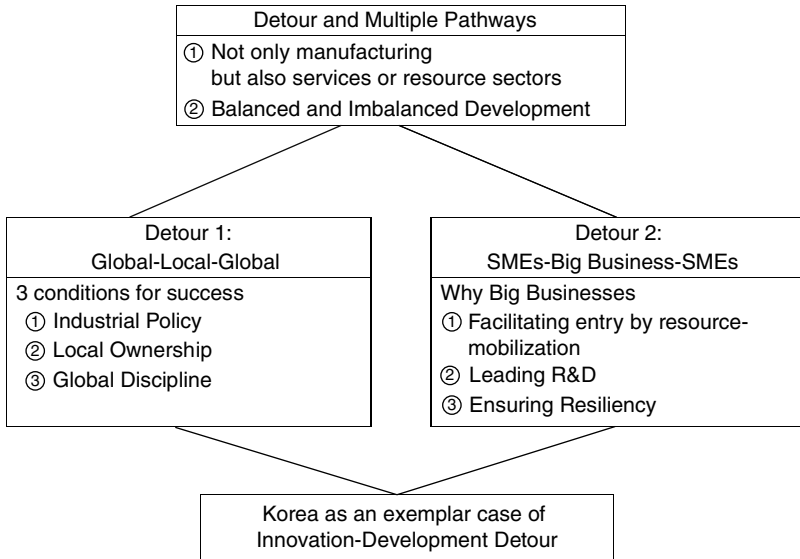 Detour and Multiple Pathways
① Not only manufacturing
but also services or resource sectors
② Balanced and Imbalanced Development
Detour 1:
Global-Local-Global
3 conditions for success
① Industrial Policy
② Local Ownership
③ Global Discipline
Detour 2:
SMEs-Big Business-SMEs
Why Big Businesses
① Facilitating entry by resource-
mobilization
② Leading R&D
③ Ensuring Resiliency
Korea as an exemplar case of
Innovation-Development Detour